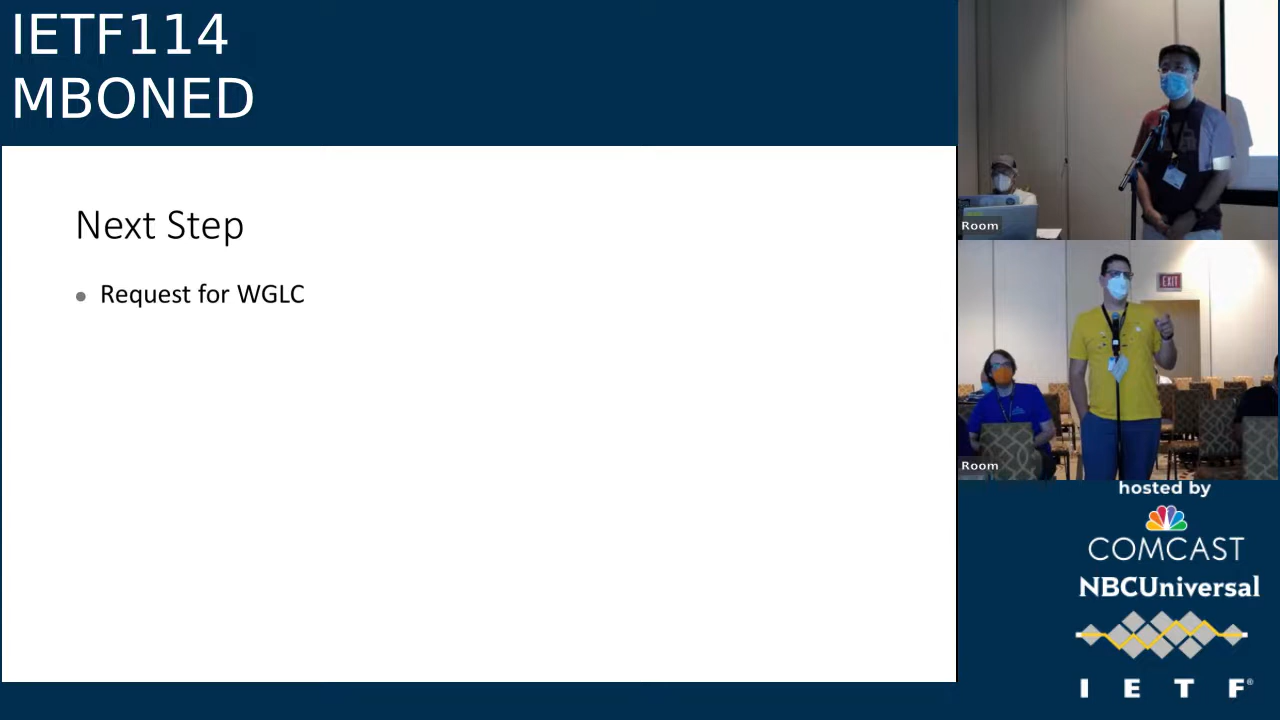 IETF114
MBONED
Next Step
Request for WGLC
Room
EXIT
Room
hosted by
COMCAST
NBCUniversal
I E T F®